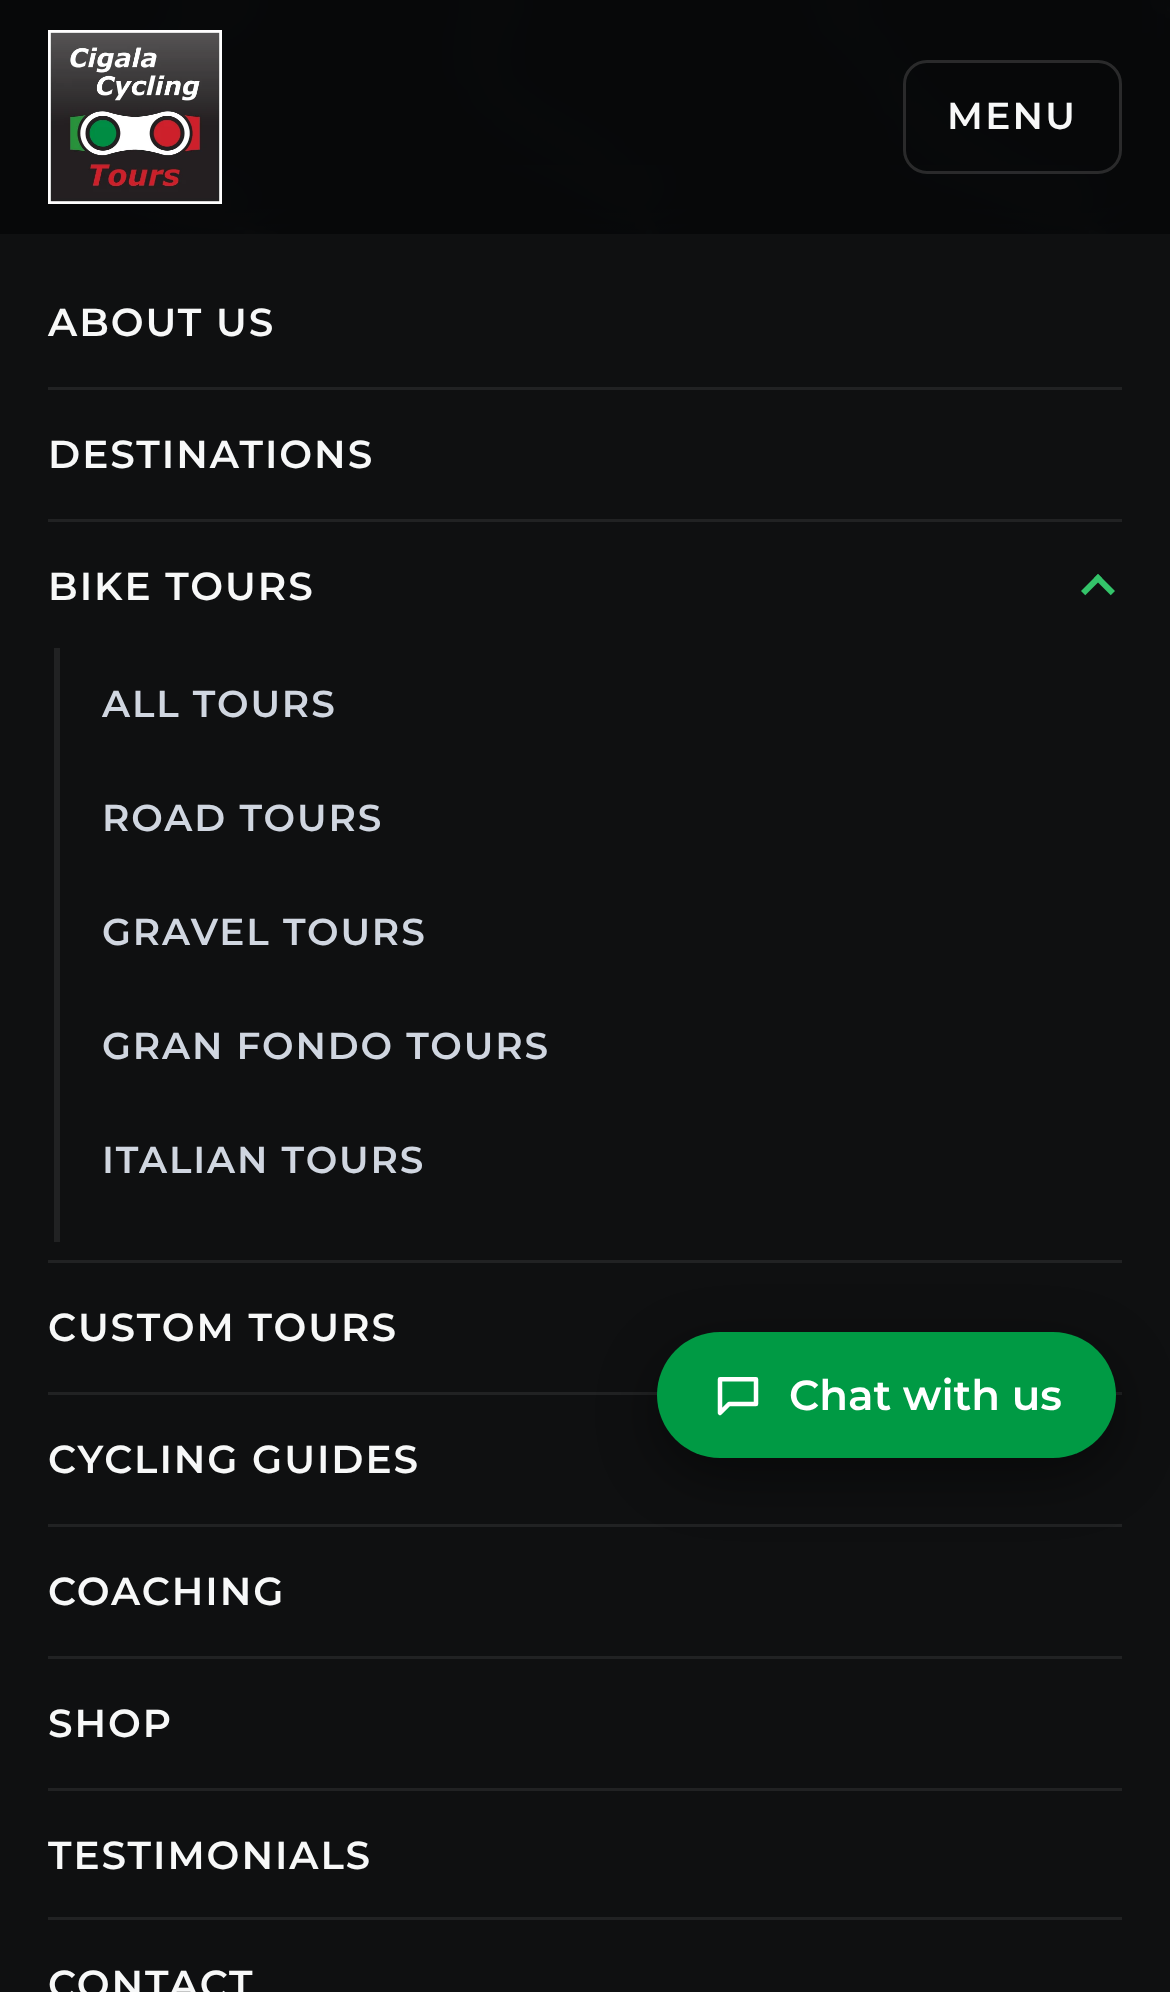 Cigala
Cycling
Tours
MENU
ABOUT US
DESTINATIONS
BIKE TOURS
ALL TOURS
ROAD TOURS
GRAVEL TOURS
GRAN FONDO TOURS
ITALIAN TOURS
CUSTOM TOURS
Chat with us
CYCLING GUIDES
COACHING
SHOP
TESTIMONIALS
CONTACT